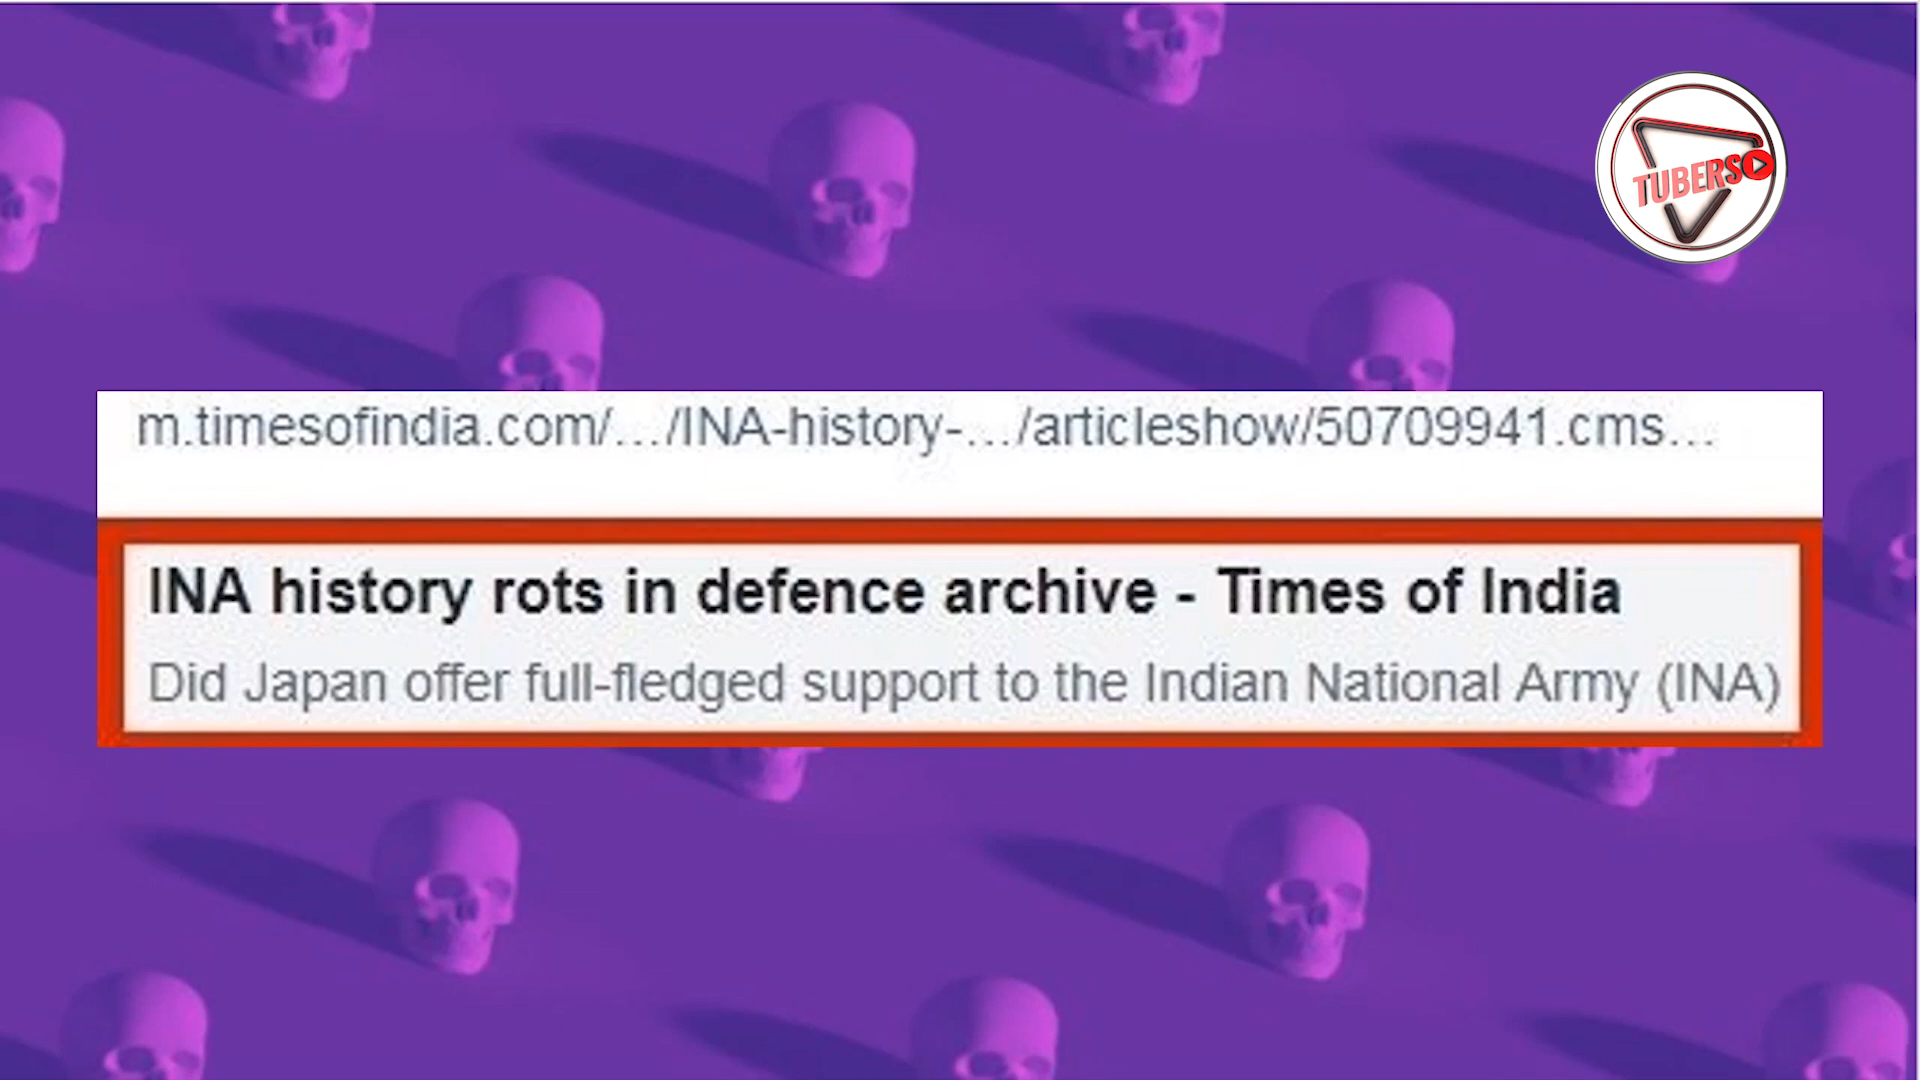 TUBERS
m.timesofindia.com/.../INA-history-.../articleshow/50709941.cms...
INA history rots in defence archive - Times of India
Did Japan offer full-fledged support to the Indian National Army (INA)